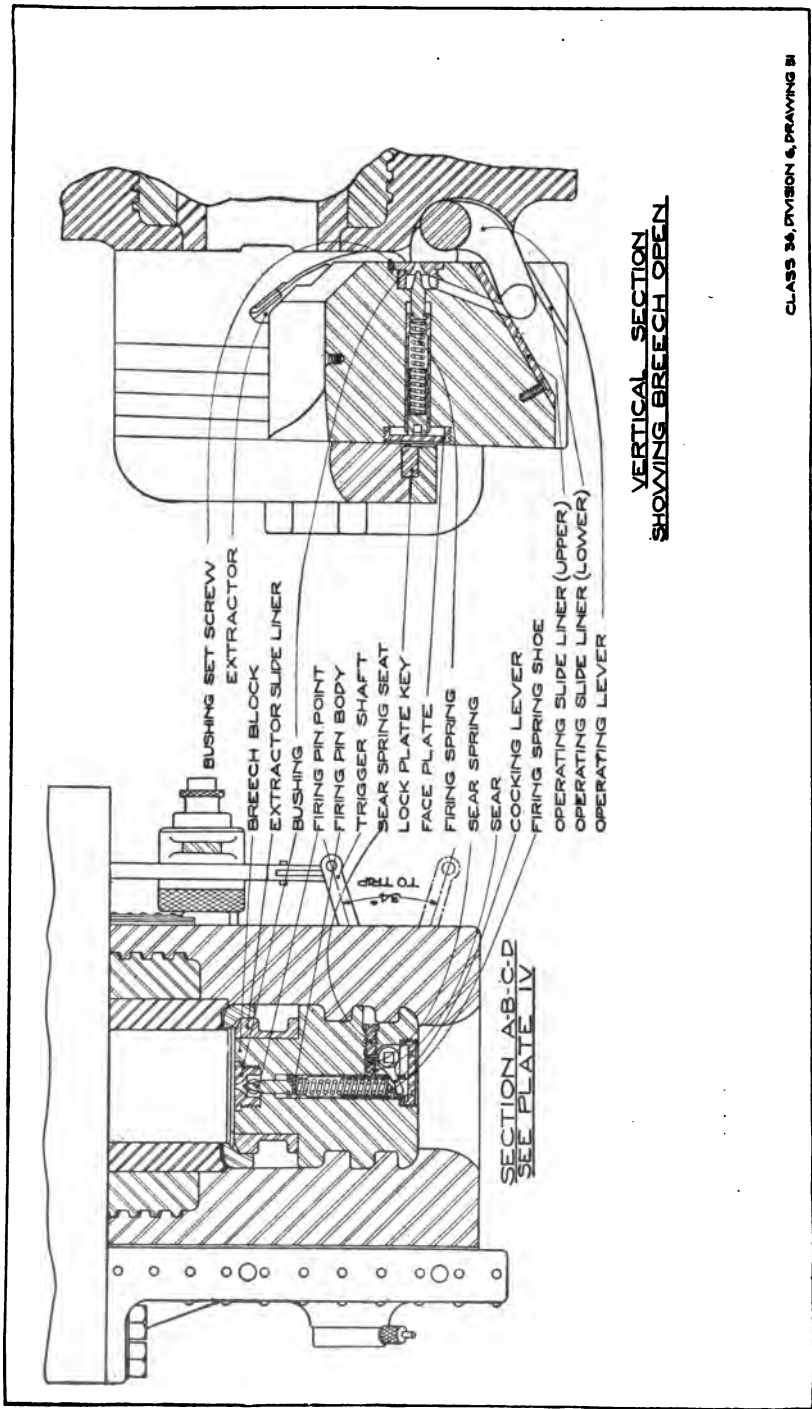 BUSHING SET SCREW
EXTRACTOR
BREECH BLOCK
EXTRACTOR SLIDE LINER
BUSHING
FIRING PIN POINT
FIRING PIN BODY
TRIGGER SHAFT
SEAR SPRING SEAT
LOCK PLATE KEY
FACE PLATE
FIRING SPRING
SEAR SPRING
SEAR
COCKING LEVER
FIRING SPRING SHOE
OPERATING SLIDE LINER (UPPER)
OPERATING SLIDE LINER (LOWER)
OPERATING LEVER
34°
TO TRIP
SECTION A-B-C-D
SEE PLATE IV
VERTICAL SECTION
SHOWING BREECH OPEN
CLASS 36, DIVISION 6, DRAWING 51